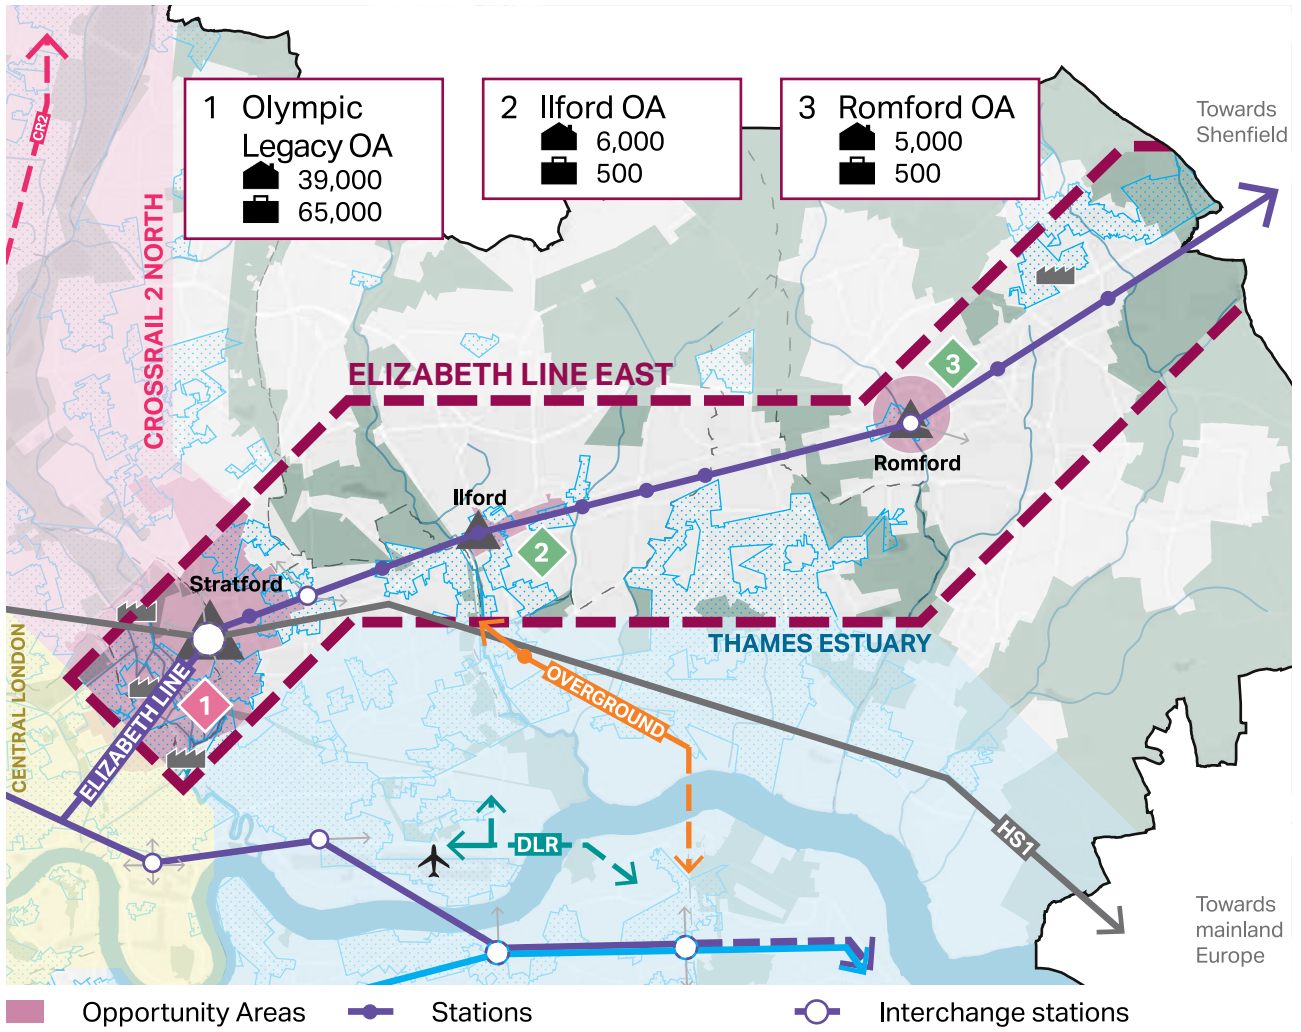 1 Olympic
Legacy OA
39,000
65,000
2 Ilford OA
6,000
500
3 Romford OA
5,000
500
Towards
Shenfield
CR2
CROSSRAIL 2 NORTH
ELIZABETH LINE EAST
3
Romford
Ilford
2
Stratford
THAMES ESTUARY
CENTRAL LONDON
ELIZABETH LINE
1
OVERGROUND
DLR
HS1
Towards
mainland
Europe
Opportunity Areas
Stations
Interchange stations